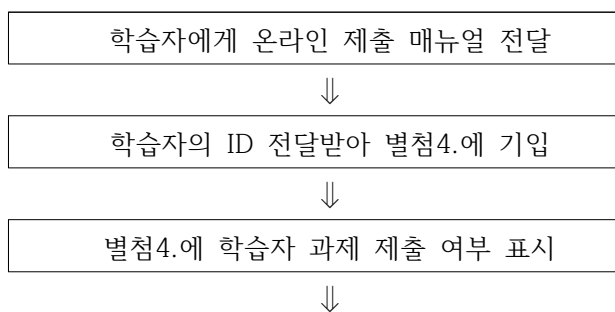 학습자에게 온라인 제출 매뉴얼 전달
⇓
학습자의 ID 전달받아 별첨4.에 기입
⇓
별첨4.에 학습자 과제 제출 여부 표시
⇓